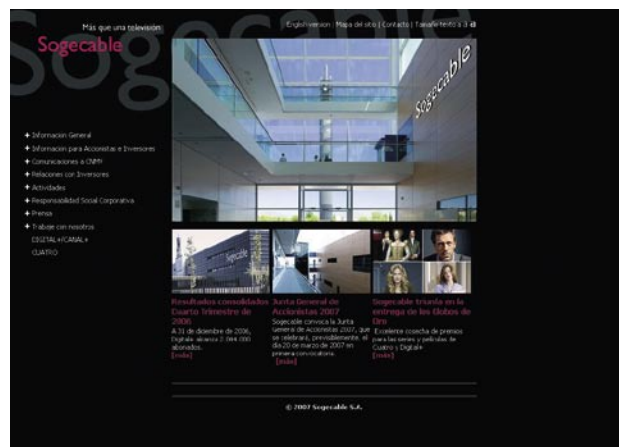 Más que una televisión
Sogecable
Sogecable
English version | Mapa del sitio | Contacto | Tamaño texto a a a
Sogecable
+ Información General
+ Información para Accionistas e Inversores
+ Comunicaciones a CNMV
+ Relaciones con Inversores
+ Actividades
+ Responsabilidad Social Corporativa
+ Prensa
+ Trabaje con nosotros
DIGITAL+/CANAL+
CUATRO
Sogecable
Resultados consolidados
Cuarto Trimestre de
2006
A 31 de diciembre de 2006,
Digital+ alcanza 2.044.000
abonados.
[más]
Junta General de
Accionistas 2007
Sogecable convoca la Junta
General de Accionistas 2007, que
se celebrará, previsiblemente, el
día 20 de marzo de 2007 en
primera convocatoria.
[más]
Sogecable triunfa en la
entrega de los Globos de
Oro
Excelente cosecha de premios
para las series y películas de
Cuatro y Digital+
[más]
© 2007 Sogecable S.A.